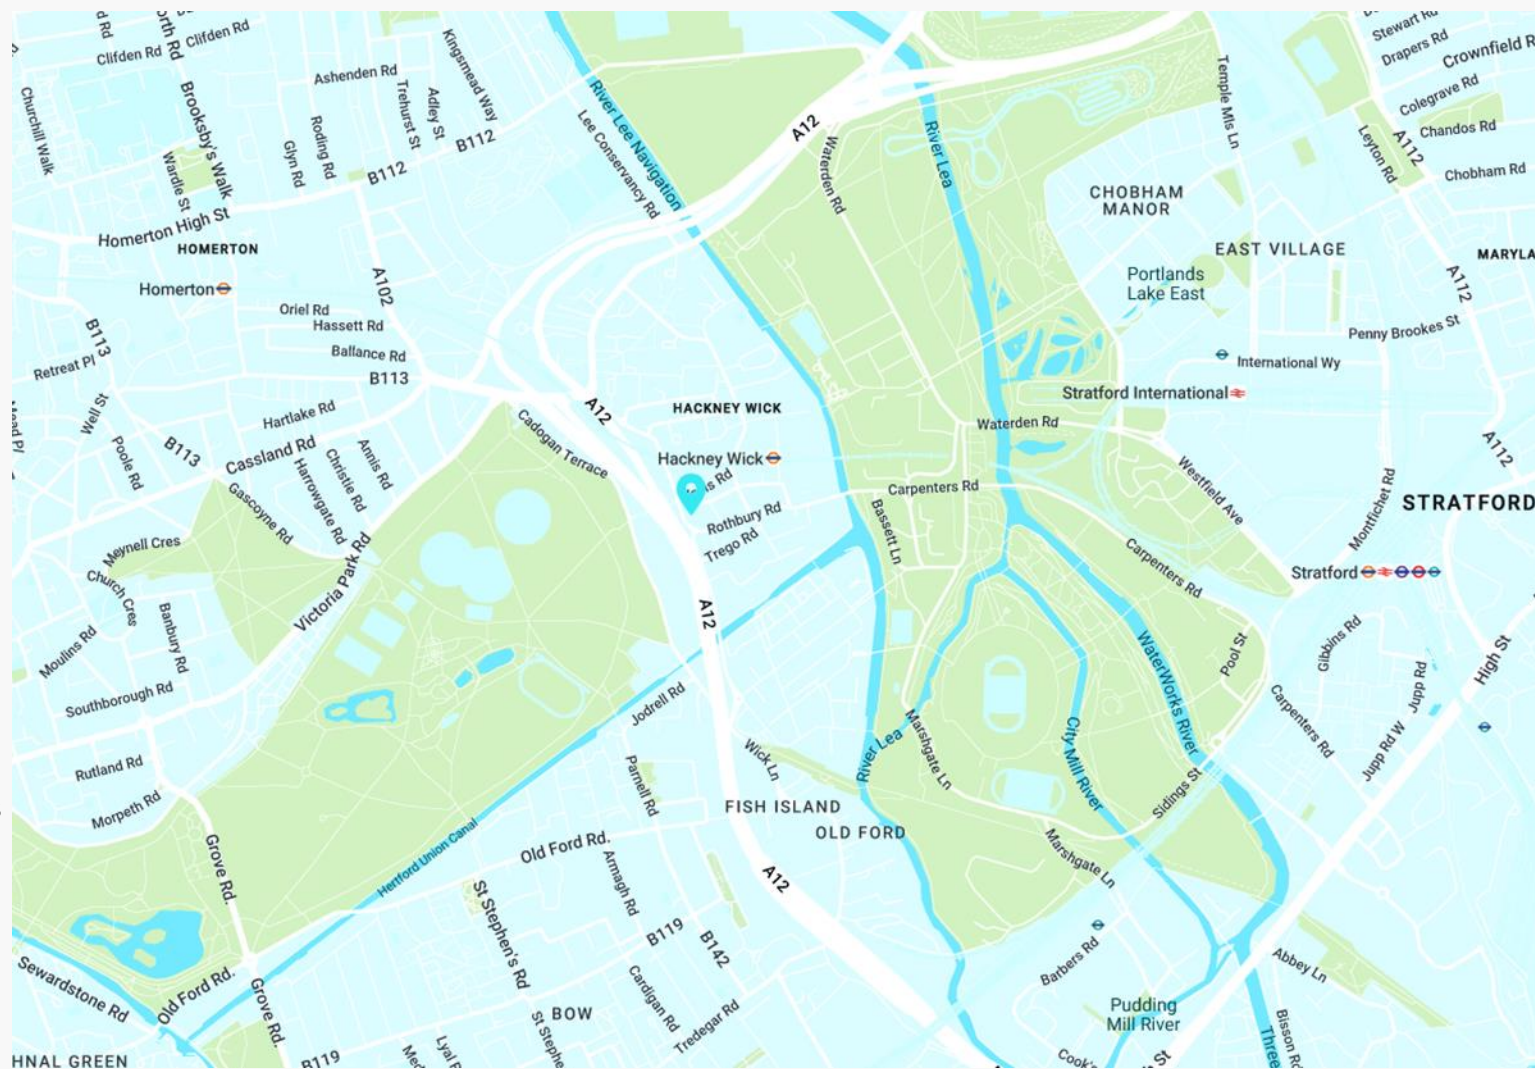 Clifden Rd
Clifden Rd
Kingsmead Way
Stewart Rd
Drapers Rd
Crownfield R
Ashenden Rd
Trehurst St
Adley St
Churchill Walk
Brooksby's Walk
River Lee Navigation
Lee Conservancy Rd
A12
Temple Mls Ln
Colegrave Rd
Chandos Rd
A112
Leyton Rd
Chobham Rd
Roding Rd
Glyn Rd
B112
B112
Wardle St
Waterden Rd
River Lea
CHOBHAM
MANOR
Homerton High St
HOMERTON
Homerton
EAST VILLAGE
MARYLA
Portlands
Lake East
A112
A102
Oriel Rd
Hassett Rd
Ballance Rd
B113
B113
Retreat Pl
Penny Brookes St
International Wy
Stratford International
Well St
Hartlake Rd
A12
HACKNEY WICK
Cadogan Terrace
Waterden Rd
A112
B113
Cassland Rd
Poole Rd
Annis Rd
Christie Rd
Harrowgate Rd
Gascoyne Rd
Hackney Wick
is Rd
Carpenters Rd
Westfield Ave
Montfichet Rd
STRATFORD
Rothbury Rd
Trego Rd
Bassett Ln
Meynell Cres
Church Cres
Victoria Park Rd
Carpenters Rd
Stratford
A12
Banbury Rd
Moulins Rd
Gibbins Rd
Pool St
High St
WaterWorks River
Southborough Rd
Jodrell Rd
Jupp Rd
Carpenters Rd
Marshgate Ln
River Lea
City Mill River
Jupp Rd W
Rutland Rd
Morpeth Rd
Wick Ln
Parnell Rd
Sidings St
FISH ISLAND
OLD FORD
Hertford Union Canal
Grove Rd.
Old Ford Rd.
Armagh Rd
A12
Marshgate Ln
St Stephen's Rd
B119
B142
Sewardstone Rd
Old Ford Rd.
Grove Rd.
Cardigan Rd
Tredegar Rd
Barbers Rd
Abbey Ln
BOW
Pudding
Mill River
St Stephe
Bisson Rd
Three
HNAL GREEN
B119
Lyal
Med
Cook's
St